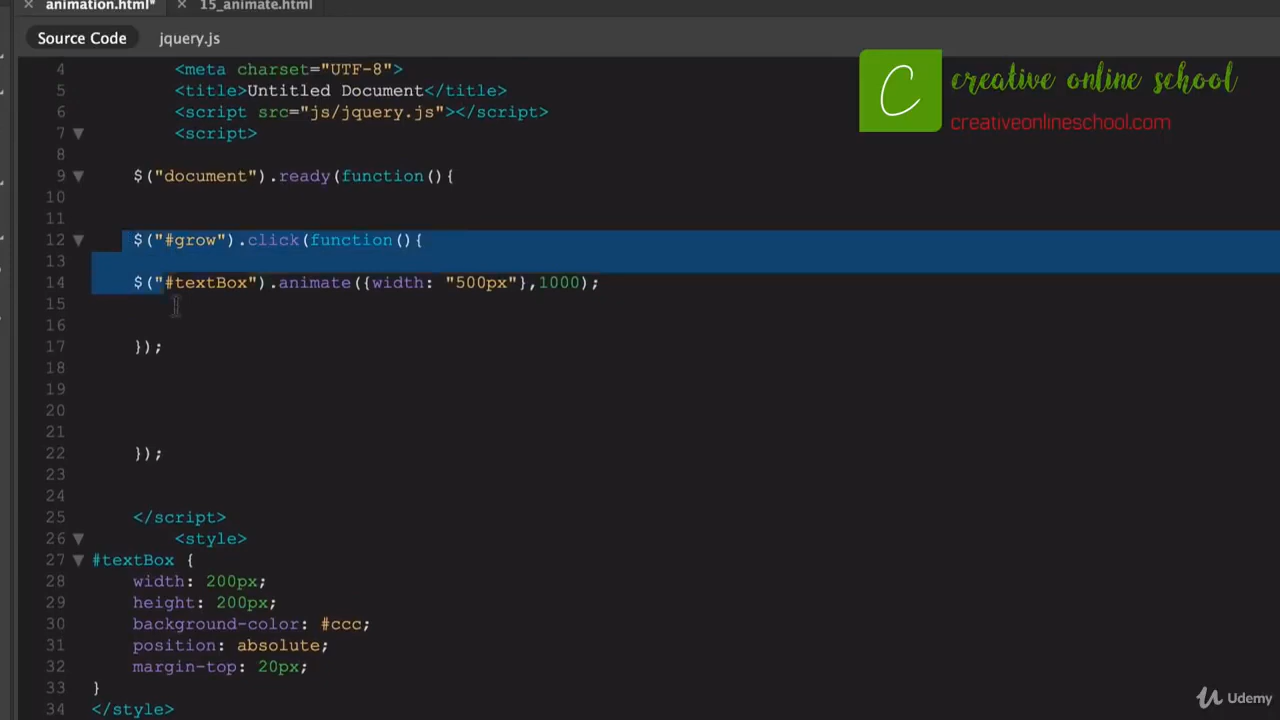 animation.html* × 15_animate.html
Source Code jquery.js
creative online school
creativeonlineschool.com
4 <meta charset="UTF-8">
5 <title>Untitled Document</title>
6 <script src="js/jquery.js"></script>
7 <script>
8
9 $("document").ready(function(){
10
11
12 $("#grow").click(function(){
13
14 $("#textBox").animate({width: "500px"},1000);
15
16
17 });
18
19
20
21
22 });
23
24
25 </script>
26 <style>
27 #textBox {
28 width: 200px;
29 height: 200px;
30 background-color: #ccc;
31 position: absolute;
32 margin-top: 20px;
33 }
34 </style>
Udemy